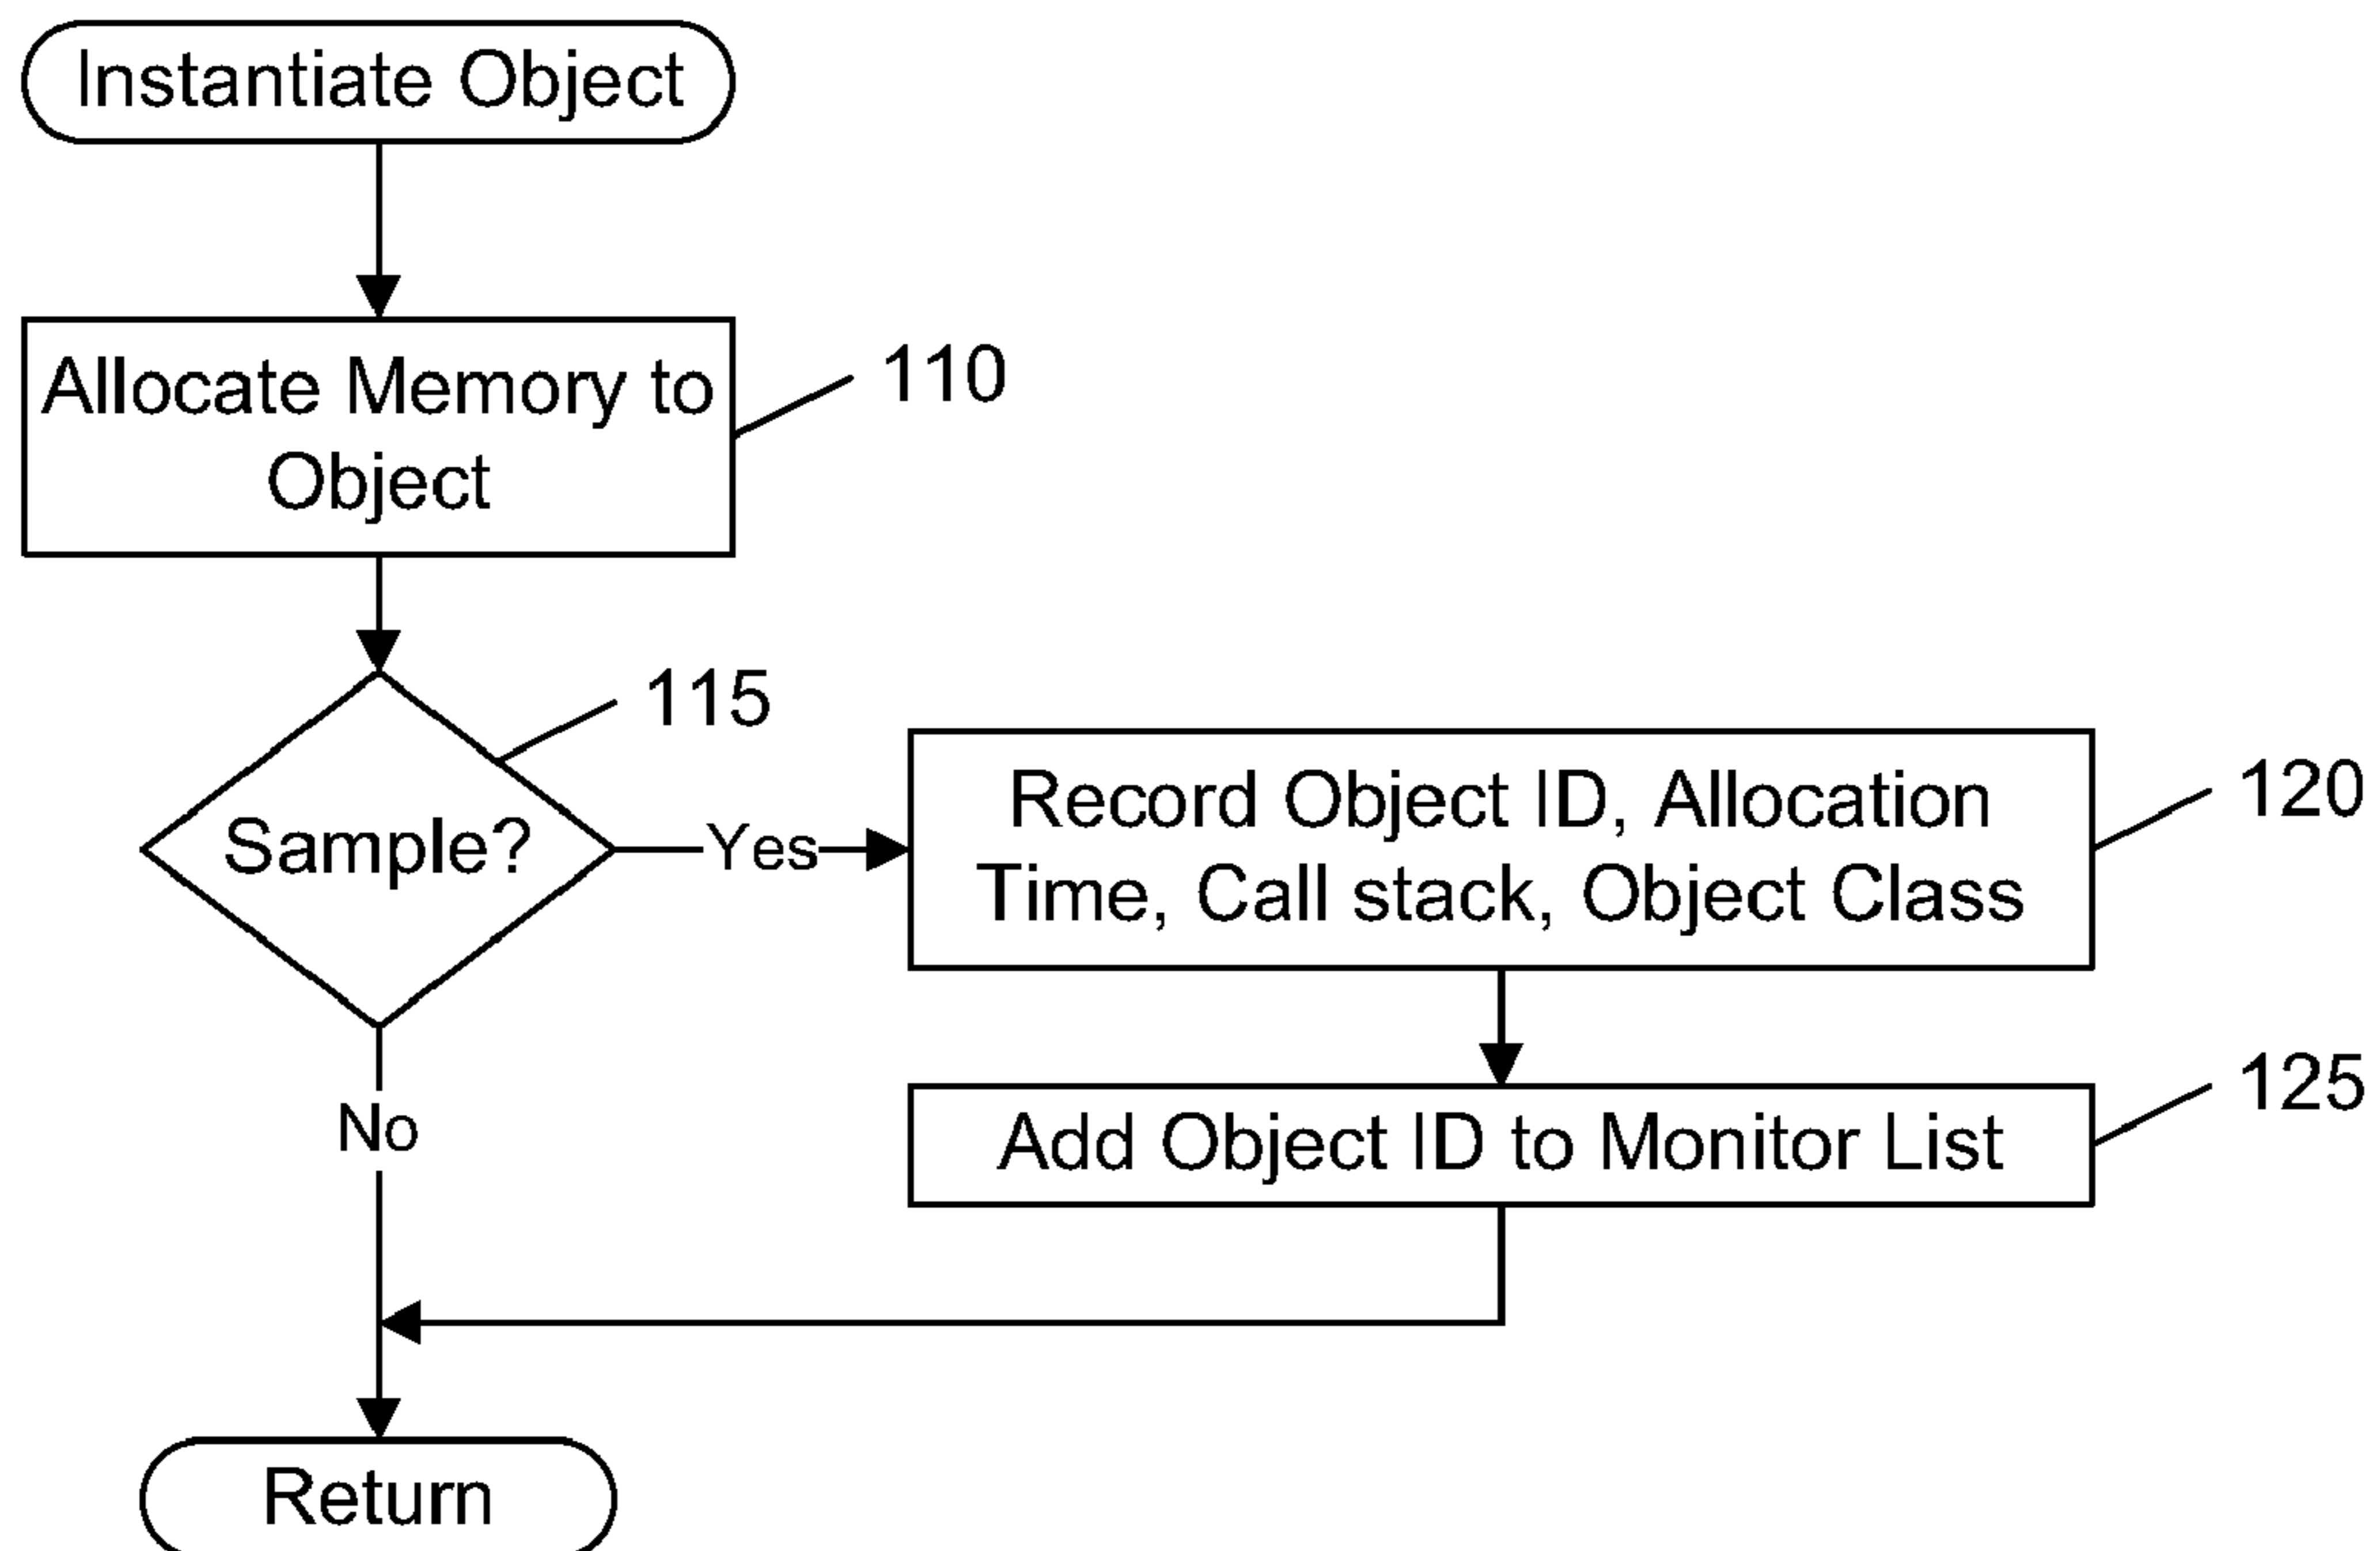 Instantiate Object
Allocate Memory to
Object
110
115
Sample?
Yes
Record Object ID, Allocation
Time, Call stack, Object Class
120
Add Object ID to Monitor List
125
No
Return